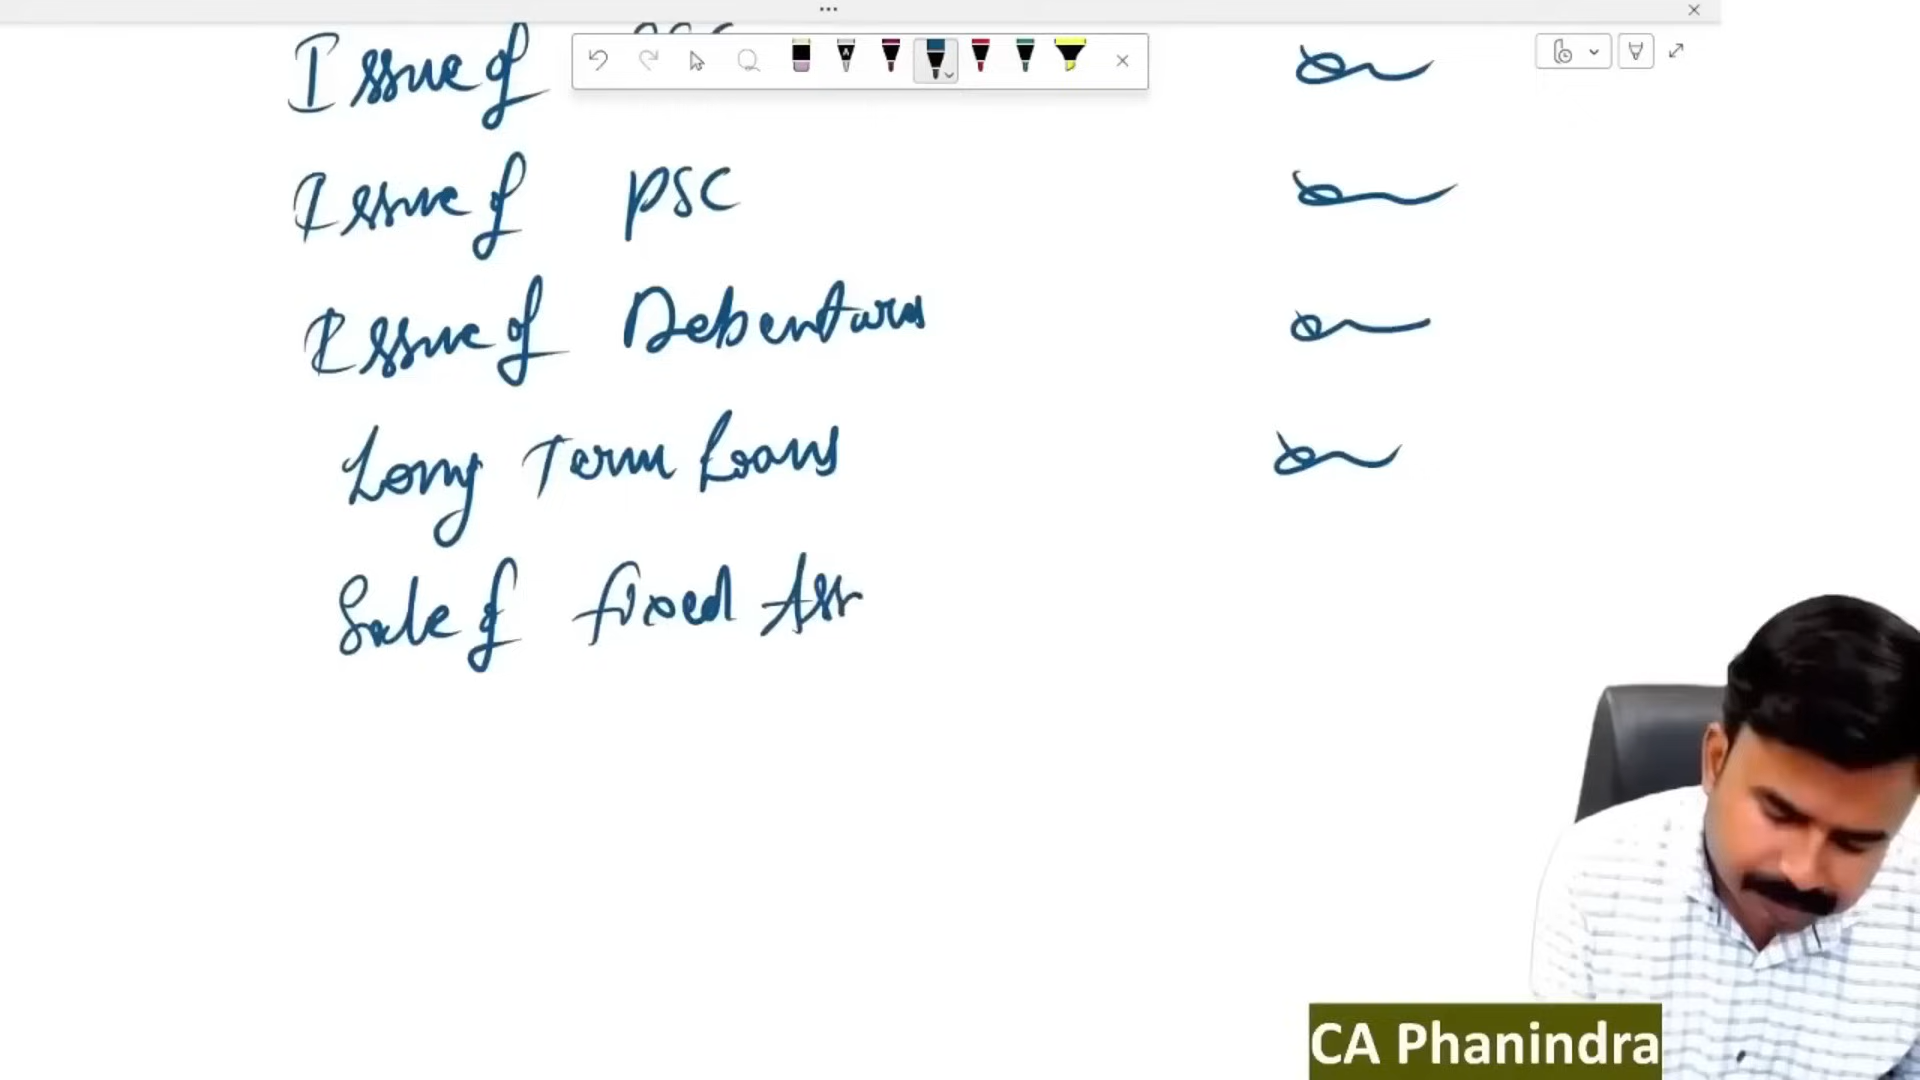 Issue of
Issue of PSC
Issue of Debentures
Long Term Loans
Sale of fixed Ass
CA Phanindra